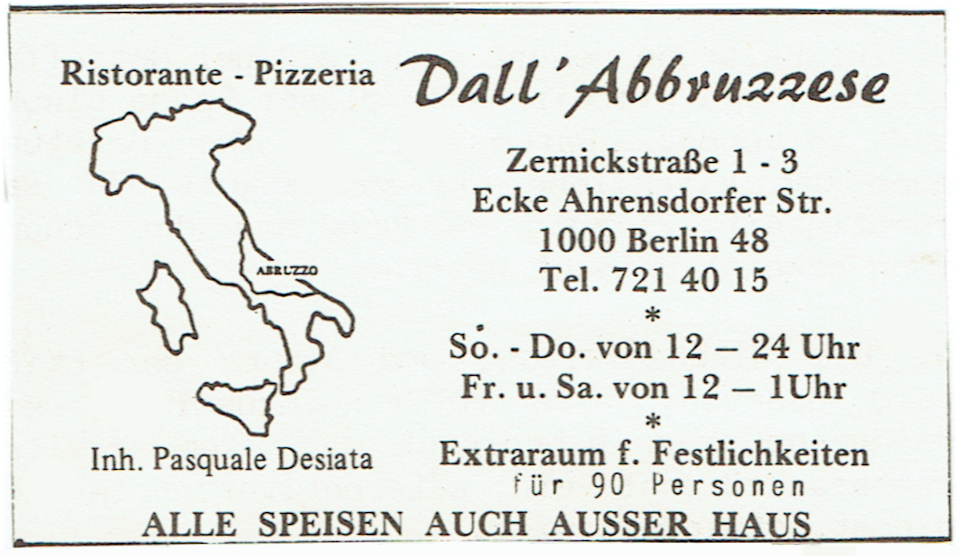 Ristorante - Pizzeria Dall' Abbruzzese
Zernickstraße 1 - 3
Ecke Ahrensdorfer Str.
1000 Berlin 48
Tel. 721 40 15
*
So. - Do. von 12 – 24 Uhr
Fr. u. Sa. von 12 – 1Uhr
*
Extraraum f. Festlichkeiten
für 90 Personen
ABRUZZO
Inh. Pasquale Desiata
ALLE SPEISEN AUCH AUSSER HAUS